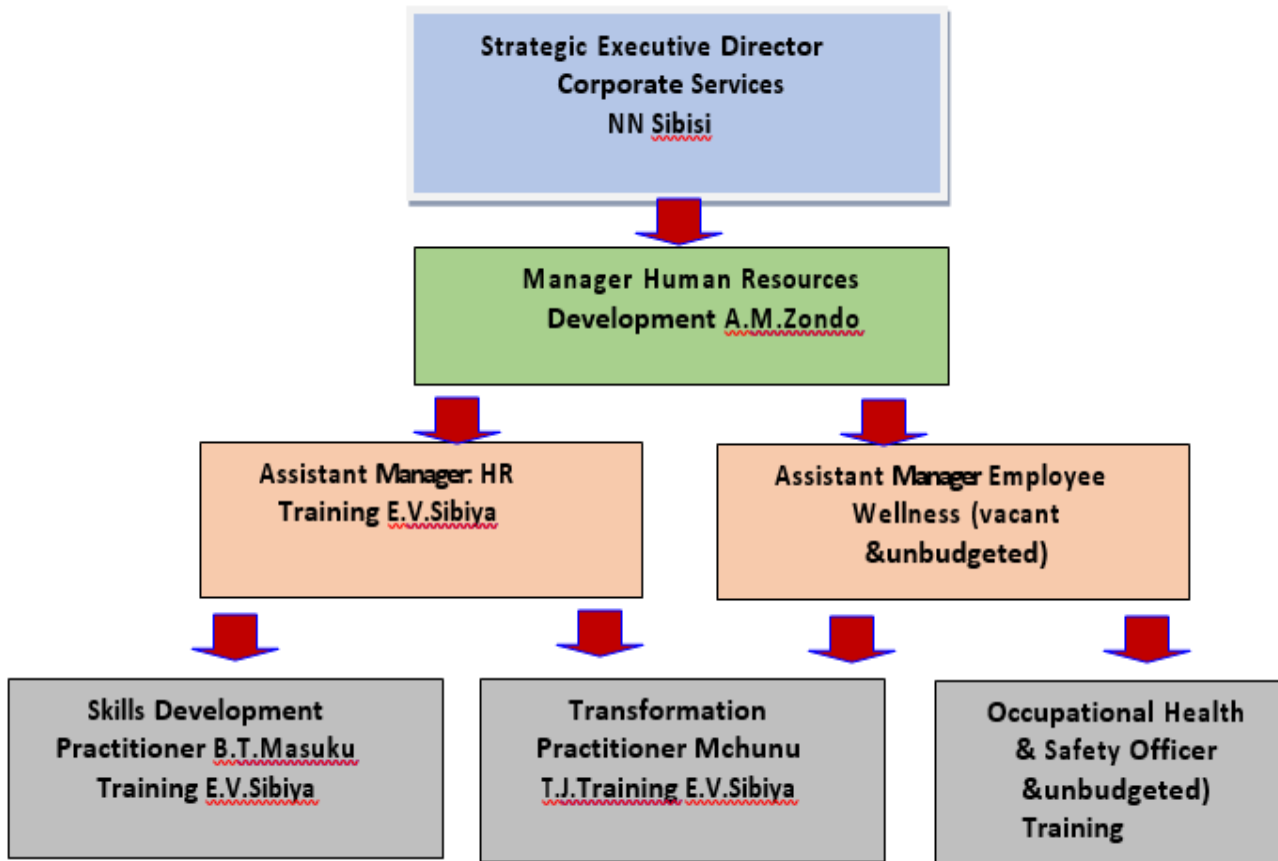 Strategic Executive Director
Corporate Services
NN Sibisi
Manager Human Resources
Development A.M.Zondo
Assistant Manager: HR
Training E.V.Sibiya
Assistant Manager Employee
Wellness (vacant
&unbudgeted)
Skills Development
Practitioner B.T.Masuku
Training E.V.Sibiya
Transformation
Practitioner Mchunu
T.J.Training E.V.Sibiya
Occupational Health
& Safety Officer
&unbudgeted)
Training